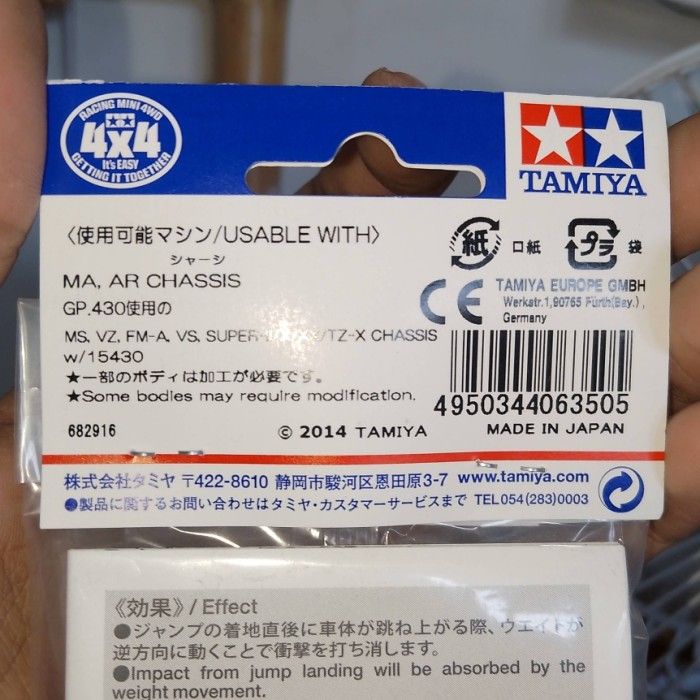 RACING MINI 4WD
4x4
It's EASY
GETTING IT TOGETHER
TAMIYA
〈使用可能マシン/USABLE WITH〉
シャーシ
MA, AR CHASSIS
GP.430使用の
MS, VZ, FM-A, VS, SUPER-/TZ-X CHASSIS
w/15430
★一部のボディは加工が必要です。
★Some bodies may require modification.
682916
© 2014 TAMIYA
紙 口紙
プラ 袋
CE
TAMIYA EUROPE GMBH
Werkstr.1,90765 Fürth(Bay.),
Germany
4950344063505
MADE IN JAPAN
株式会社タミヤ 〒422-8610 静岡市駿河区恩田原3-7 www.tamiya.com
●製品に関するお問い合わせはタミヤ・カスタマーサービスまで TEL054(283)0003
《効果》/ Effect
●ジャンプの着地直後に車体が跳ね上がる際、ウエイトが
逆方向に動くことで衝撃を打ち消します。
●Impact from jump landing will be absorbed by the
weight movement.